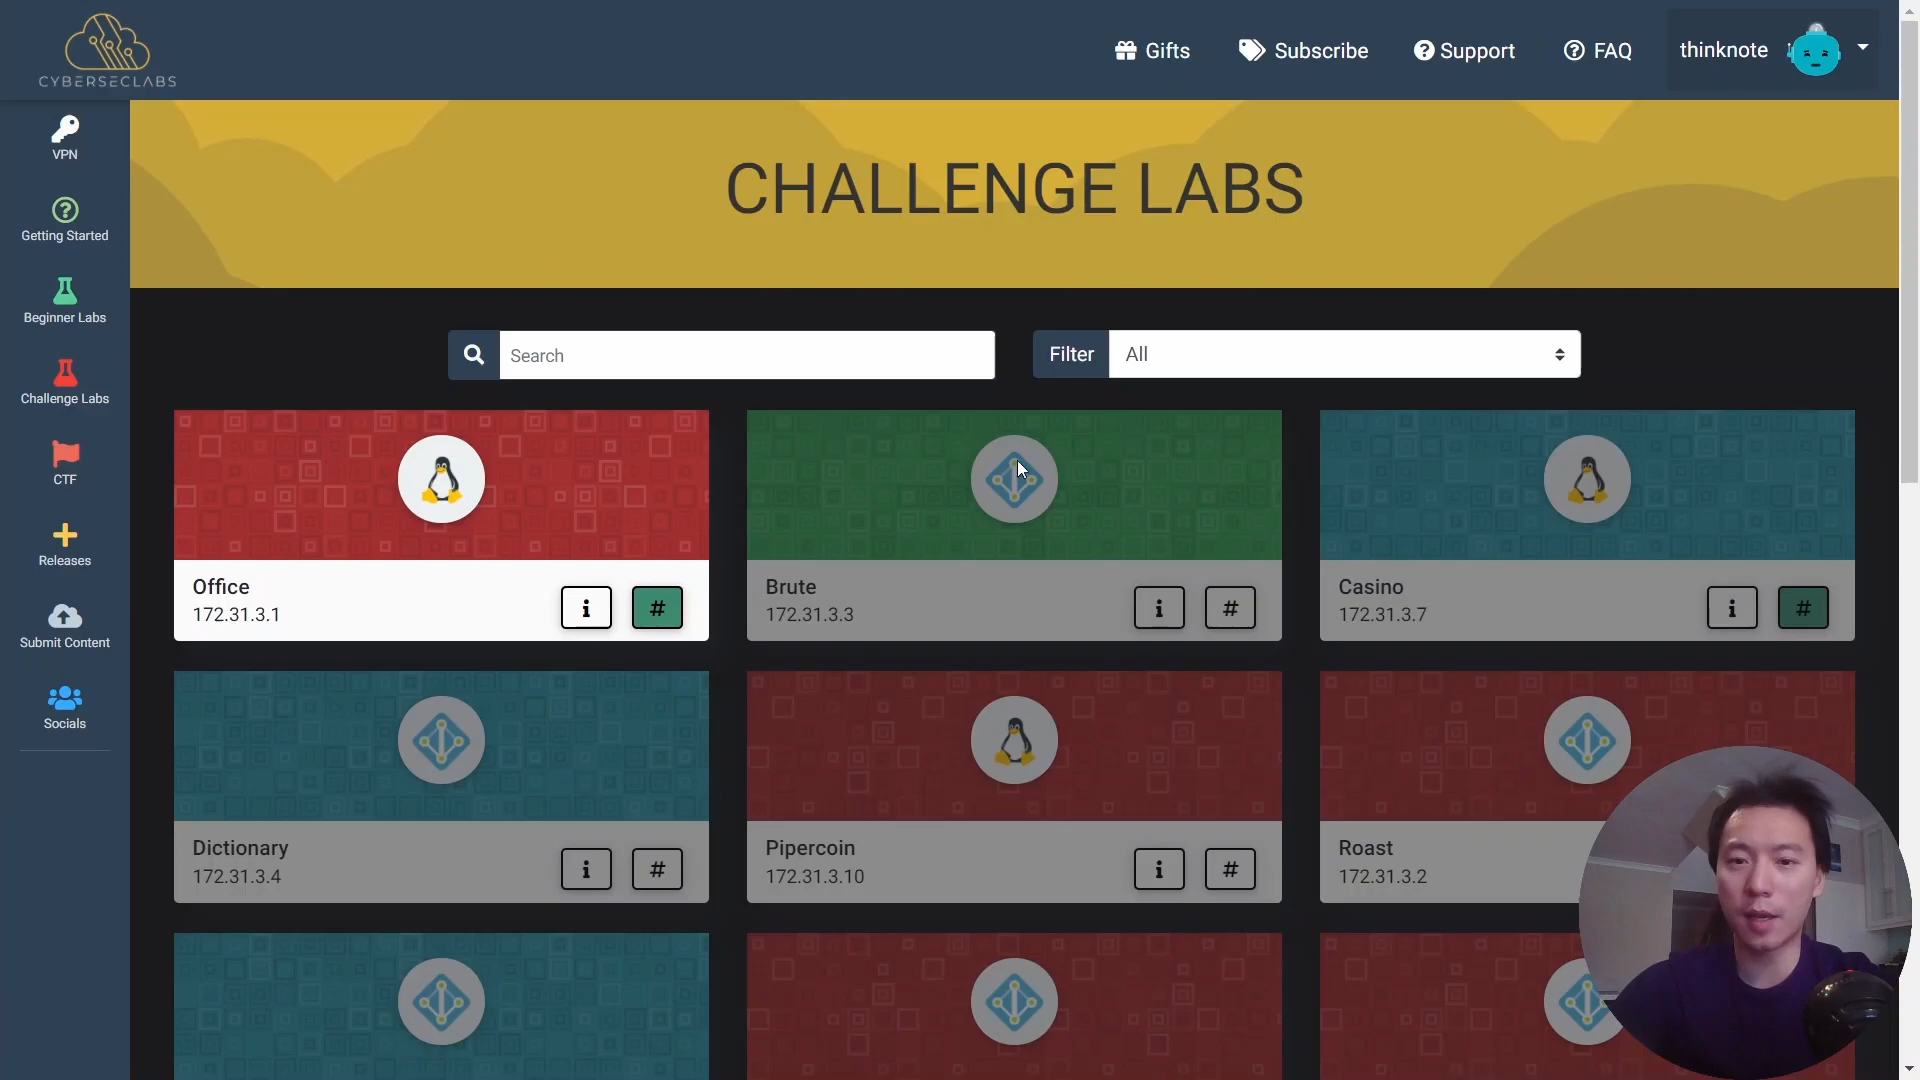 CYBERSECLABS
Gifts
Subscribe
Support
FAQ
thinknote
VPN
Getting Started
Beginner Labs
Challenge Labs
CTF
Releases
Submit Content
Socials
CHALLENGE LABS
Search
Filter
All
Office
172.31.3.1
i
#
Brute
172.31.3.3
i
#
Casino
172.31.3.7
i
#
Dictionary
172.31.3.4
i
#
Pipercoin
172.31.3.10
i
#
Roast
172.31.3.2